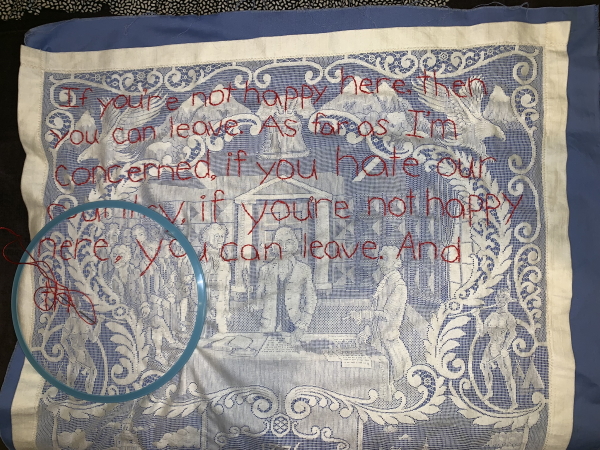 If you're not happy here then
you can leave. As far as I'm
concerned, if you hate our
country, if you're not happy
here, you can leave. And